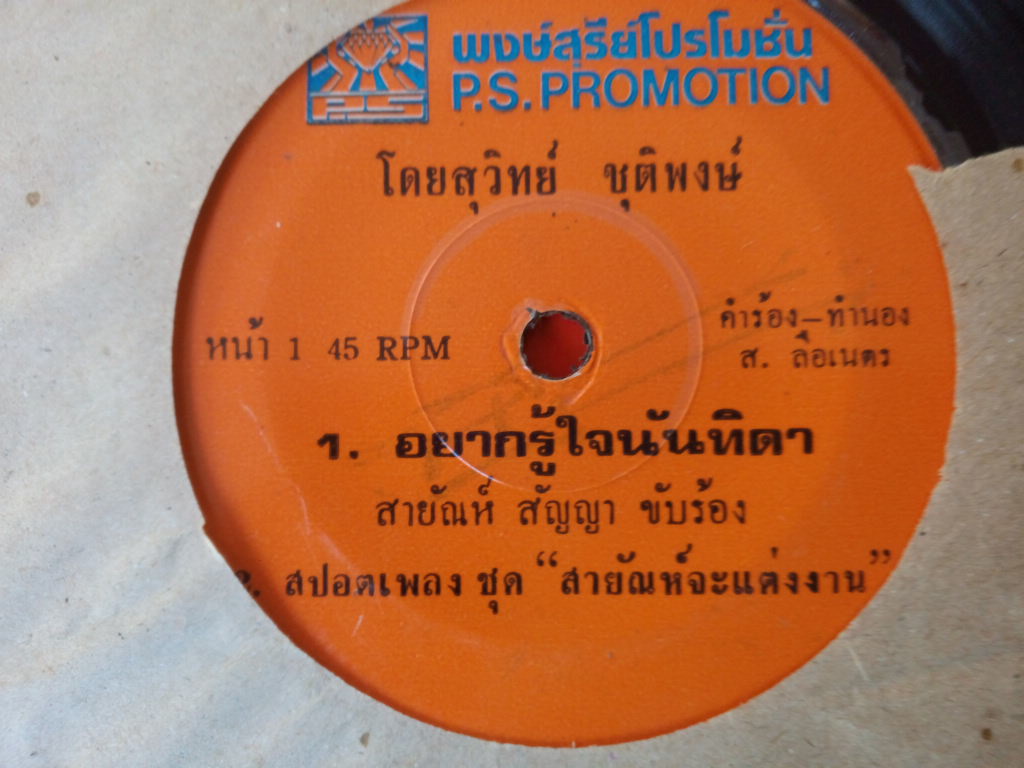 พงษ์สุรีย์โปรโมชั่น
P.S. PROMOTION
โดยสุวิทย์ ชุติพงษ์
หน้า 1 45 RPM
คำร้อง–ทำนอง
ส. ลือเนตร
1. อยากรู้ใจนันทิดา
สายัณห์ สัญญา ขับร้อง
2. สปอตเพลง ชุด “สายัณห์จะแต่งงาน”